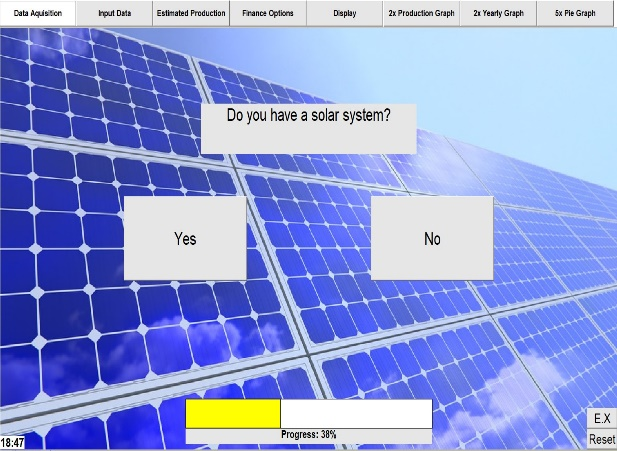 Data Aquisition
Input Data
Estimated Production
Finance Options
Display
2x Production Graph
2x Yearly Graph
5x Pie Graph
Do you have a solar system?
Yes
No
Progress: 38%
18:47
E.X
Reset